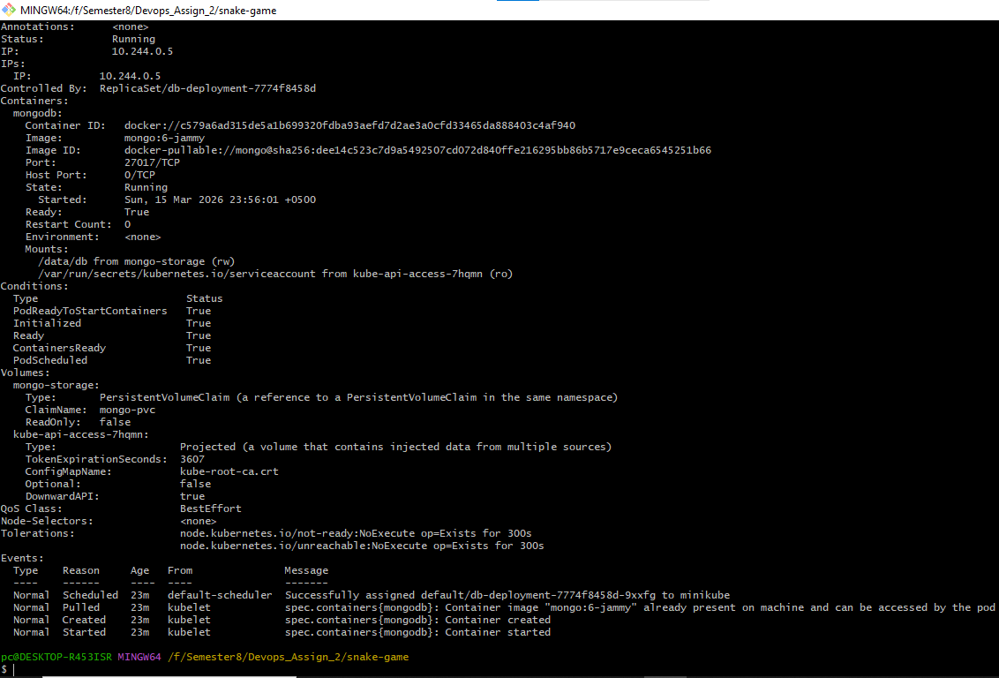 MINGW64:/f/Semester8/Devops_Assign_2/snake-game
Annotations:      <none>
Status:           Running
IP:               10.244.0.5
IPs:
  IP:           10.244.0.5
Controlled By:  ReplicaSet/db-deployment-7774f8458d
Containers:
  mongodb:
    Container ID:   docker://c579a6ad315de5a1b699320fdba93aefd7d2ae3a0cfd33465da888403c4af940
    Image:          mongo:6-jammy
    Image ID:       docker-pullable://mongo@sha256:dee14c523c7d9a5492507cd072d840ffe216295bb86b5717e9ceca6545251b66
    Port:           27017/TCP
    Host Port:      0/TCP
    State:          Running
      Started:      Sun, 15 Mar 2026 23:56:01 +0500
    Ready:          True
    Restart Count:  0
    Environment:    <none>
    Mounts:
      /data/db from mongo-storage (rw)
      /var/run/secrets/kubernetes.io/serviceaccount from kube-api-access-7hqmn (ro)
Conditions:
  Type                        Status
  PodReadyToStartContainers   True
  Initialized                 True
  Ready                       True
  ContainersReady             True
  PodScheduled                True
Volumes:
  mongo-storage:
    Type:       PersistentVolumeClaim (a reference to a PersistentVolumeClaim in the same namespace)
    ClaimName:  mongo-pvc
    ReadOnly:   false
  kube-api-access-7hqmn:
    Type:                    Projected (a volume that contains injected data from multiple sources)
    TokenExpirationSeconds:  3607
    ConfigMapName:           kube-root-ca.crt
    Optional:                false
    DownwardAPI:             true
QoS Class:                   BestEffort
Node-Selectors:              <none>
Tolerations:                 node.kubernetes.io/not-ready:NoExecute op=Exists for 300s
                             node.kubernetes.io/unreachable:NoExecute op=Exists for 300s
Events:
  Type    Reason     Age   From               Message
  ----    ------     ----  ----               -------
  Normal  Scheduled  23m   default-scheduler  Successfully assigned default/db-deployment-7774f8458d-9xxfg to minikube
  Normal  Pulled     23m   kubelet            spec.containers{mongodb}: Container image "mongo:6-jammy" already present on machine and can be accessed by the pod
  Normal  Created    23m   kubelet            spec.containers{mongodb}: Container created
  Normal  Started    23m   kubelet            spec.containers{mongodb}: Container started
pc@DESKTOP-R453ISR MINGW64 /f/Semester8/Devops_Assign_2/snake-game
$